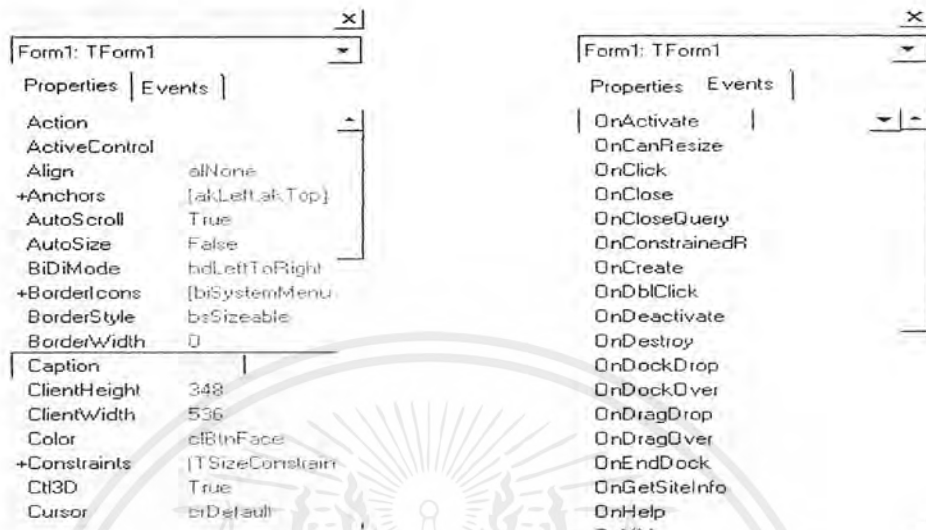 Form1: TForm1
Properties Events
Action
ActiveControl
Align alNone
+Anchors [akLeft,akTop]
AutoScroll True
AutoSize False
BiDiMode bdLeftToRight
+BorderIcons [biSystemMenu
BorderStyle bsSizeable
BorderWidth 0
Caption
ClientHeight 348
ClientWidth 536
Color clBtnFace
+Constraints (TSizeConstrain
Ctl3D True
Cursor crDefault
Form1: TForm1
Properties Events
OnActivate
OnCanResize
OnClick
OnClose
OnCloseQuery
OnConstrainedR
OnCreate
OnDblClick
OnDeactivate
OnDestroy
OnDockDrop
OnDockOver
OnDragDrop
OnDragOver
OnEndDock
OnGetSiteInfo
OnHelp